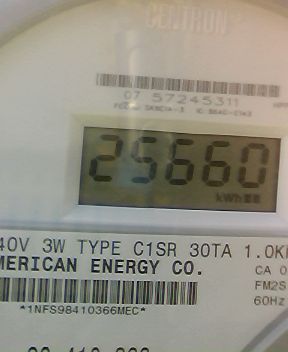 CENTRON
07 57245311
25660
kWh
40V 3W TYPE C1SR 30TA 1.0K
MERICAN ENERGY CO.
CA 0
FM2S
60Hz
*1NFS98410366MEC*